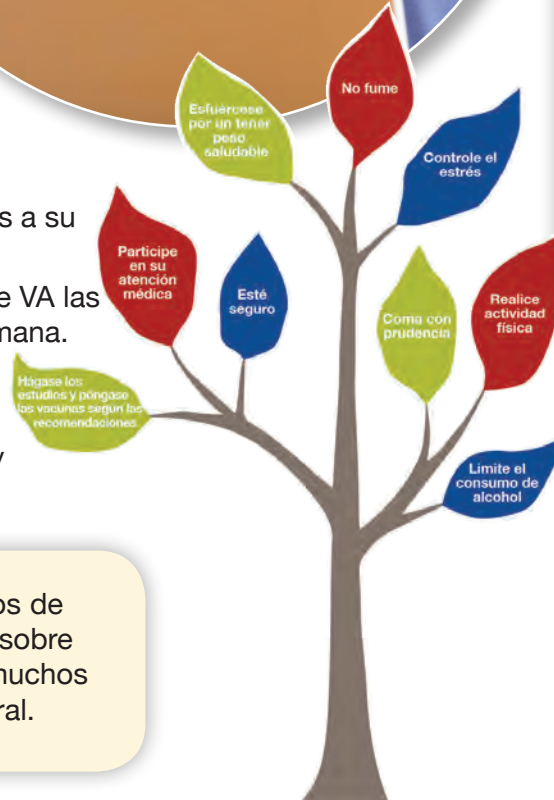 No fume
Esfuércese
por un tener
peso
saludable
Controle el
estrés
s a su
Participe
en su
atención
médica
e VA las
mana.
Esté
seguro
Coma con
prudencia
Realice
actividad
física
Hágase los
estudios y póngase
las vacunas según las
recomendaciones
y
Limite el
consumo de
alcohol
os de
sobre
muchos
ral.